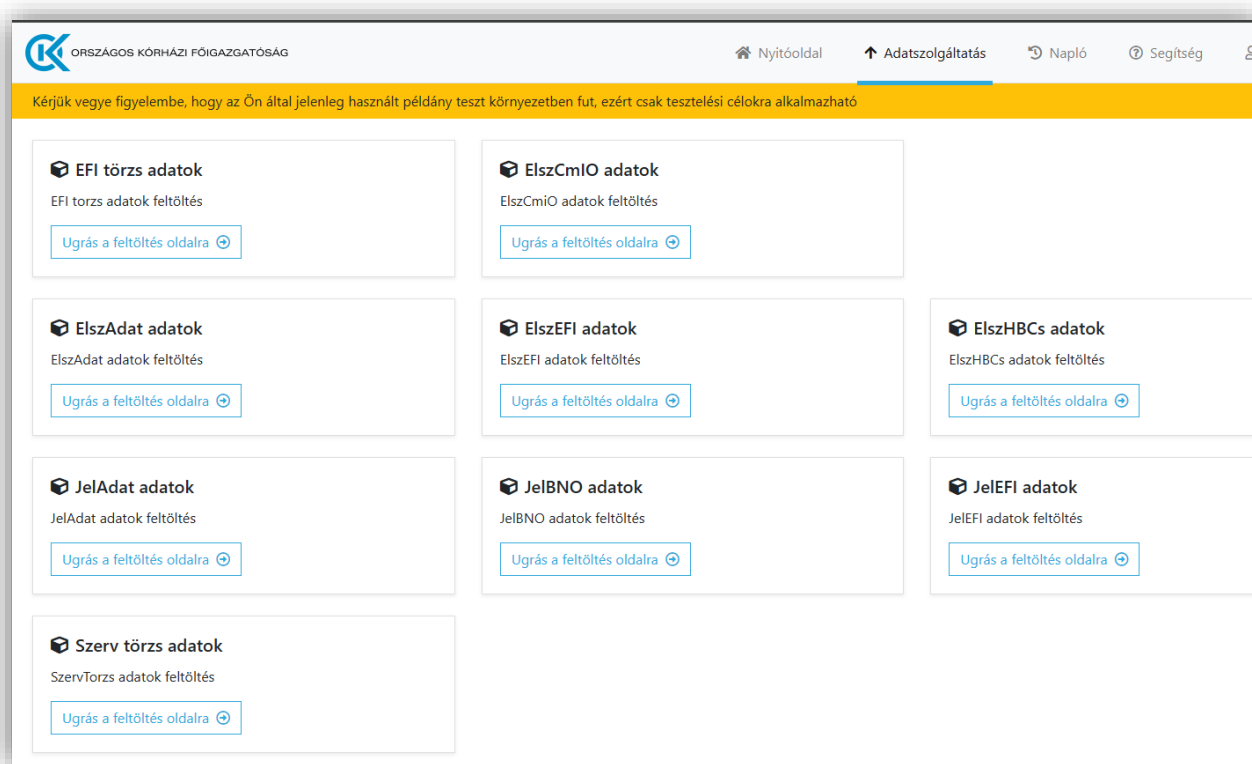 ORSZÁGOS KÓRHÁZI FŐIGAZGATÓSÁG
Nyitóoldal
Adatszolgáltatás
Napló
Segítség
Kérjük vegye figyelembe, hogy az Ön által jelenleg használt példány teszt környezetben fut, ezért csak tesztelési célokra alkalmazható
EFI törzs adatok
EFI torzs adatok feltöltés
Ugrás a feltöltés oldalra
ElszCmIO adatok
ElszCmiO adatok feltöltés
Ugrás a feltöltés oldalra
ElszAdat adatok
ElszAdat adatok feltöltés
Ugrás a feltöltés oldalra
ElszEFI adatok
ElszEFI adatok feltöltés
Ugrás a feltöltés oldalra
ElszHBCs adatok
ElszHBCs adatok feltöltés
Ugrás a feltöltés oldalra
JelAdat adatok
JelAdat adatok feltöltés
Ugrás a feltöltés oldalra
JelBNO adatok
JelBNO adatok feltöltés
Ugrás a feltöltés oldalra
JelEFI adatok
JelEFI adatok feltöltés
Ugrás a feltöltés oldalra
Szerv törzs adatok
SzervTorzs adatok feltöltés
Ugrás a feltöltés oldalra